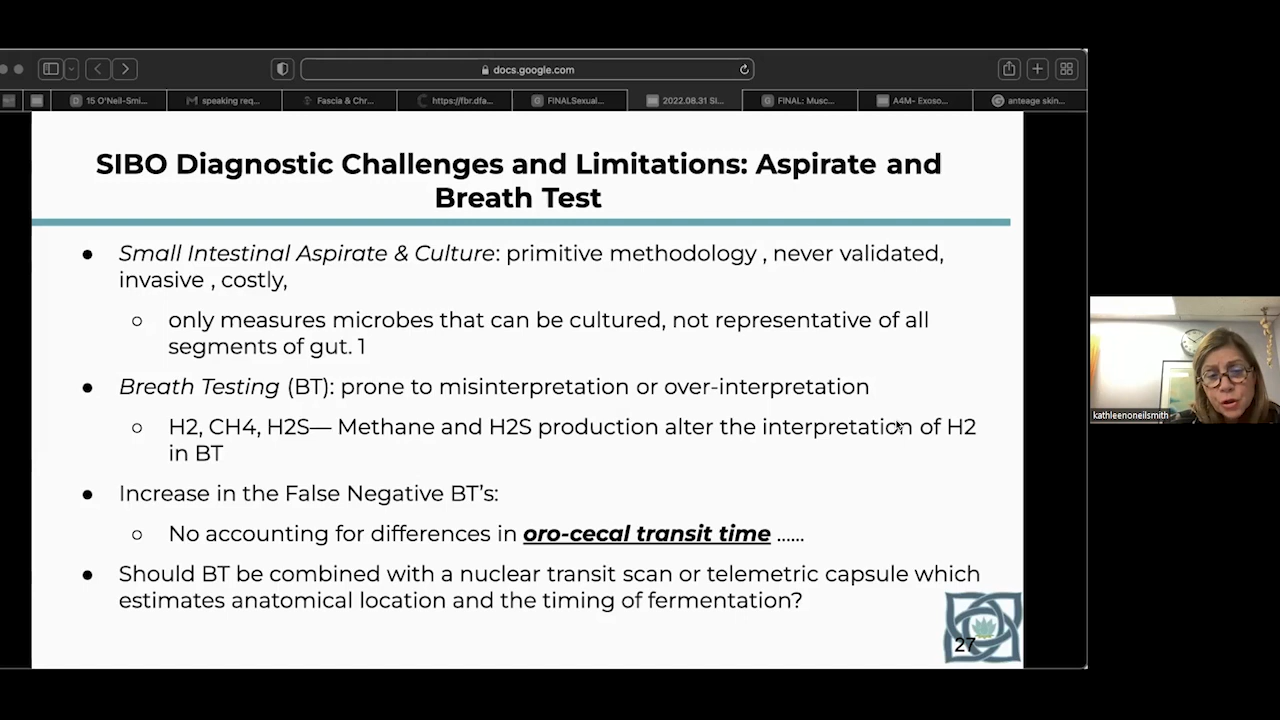 docs.google.com
15 O'Neil-Smi...
speaking req...
Fascia & Chr...
https://fbr.dfa...
FINALSexual...
2022.08.31 Si...
FINAL: Musc...
A4M- Exoso...
anteage skin...
SIBO Diagnostic Challenges and Limitations: Aspirate and
Breath Test
● Small Intestinal Aspirate & Culture: primitive methodology , never validated,
invasive , costly,
○ only measures microbes that can be cultured, not representative of all
segments of gut. 1
● Breath Testing (BT): prone to misinterpretation or over-interpretation
○ H2, CH4, H2S— Methane and H2S production alter the interpretation of H2
in BT
● Increase in the False Negative BT's:
○ No accounting for differences in oro-cecal transit time ......
● Should BT be combined with a nuclear transit scan or telemetric capsule which
estimates anatomical location and the timing of fermentation?
27
kathleenoneilsmith